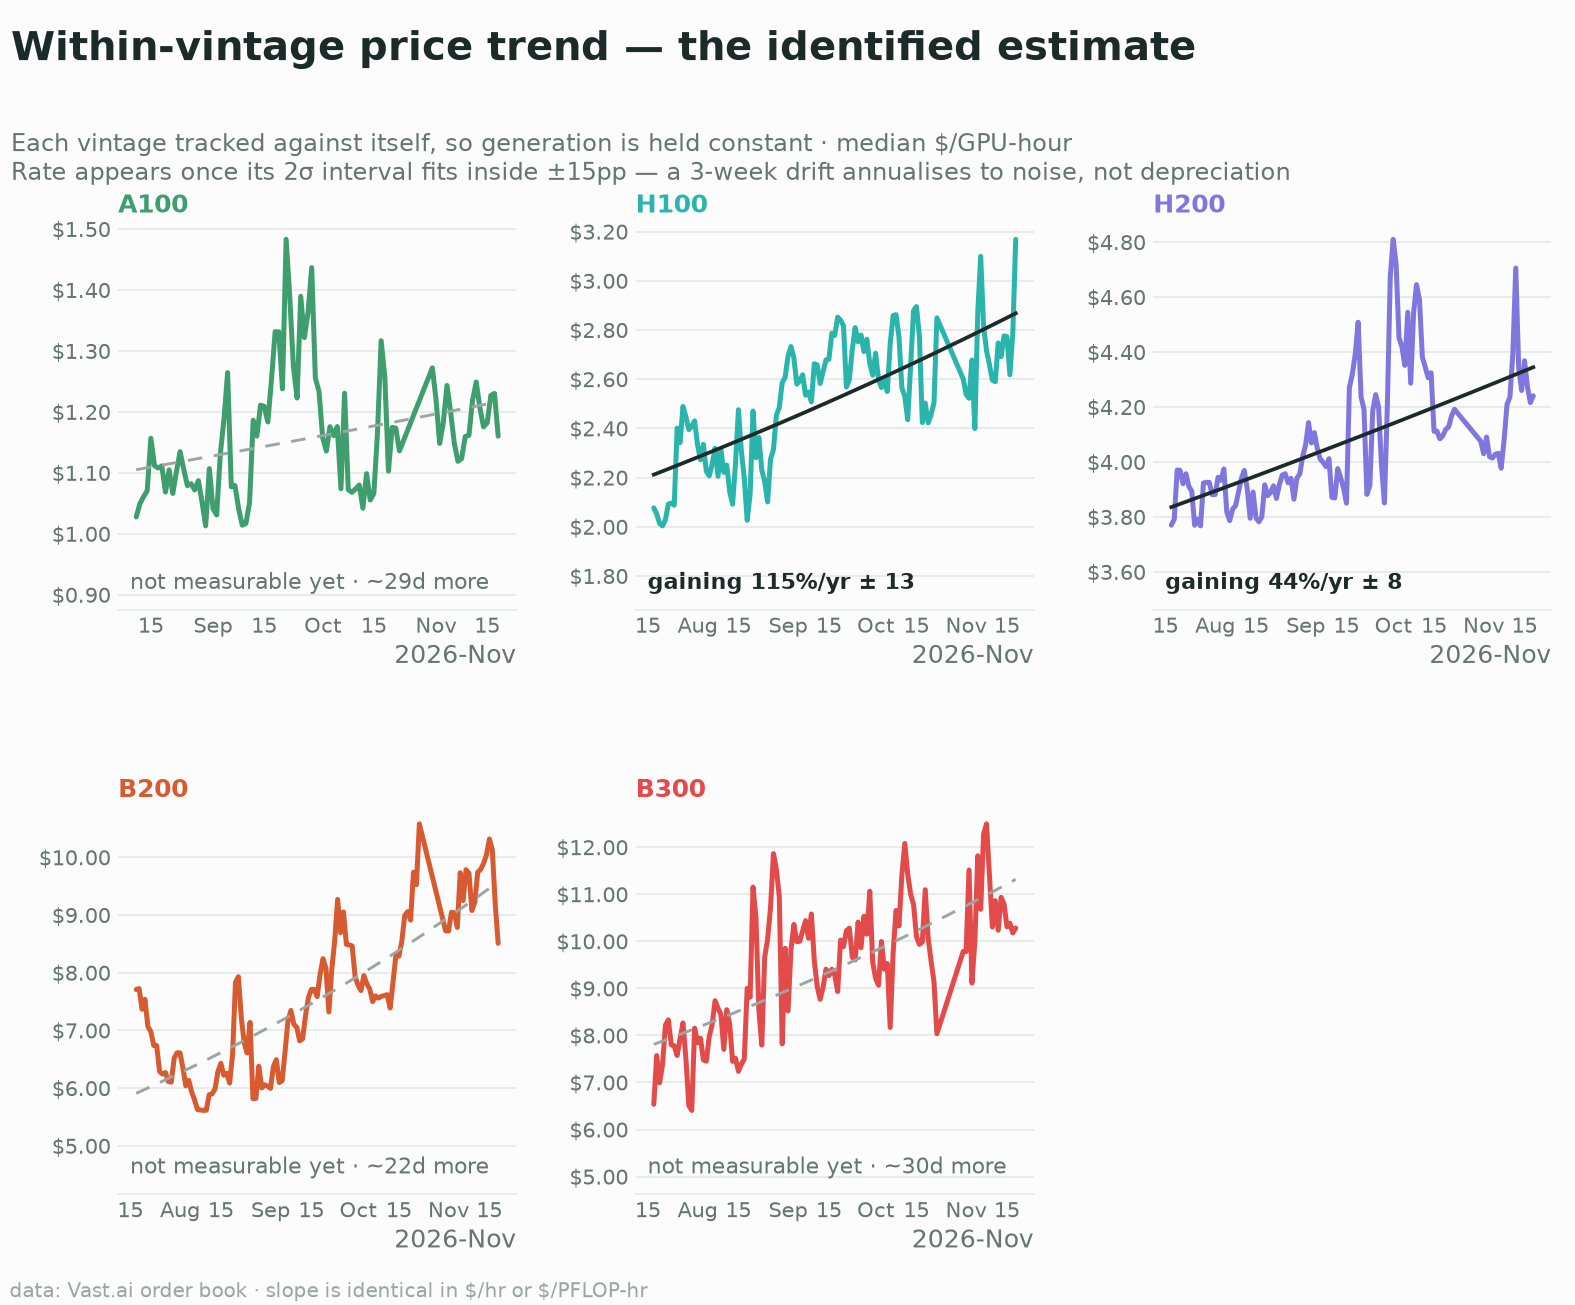 Within-vintage price trend — the identified estimate
Each vintage tracked against itself, so generation is held constant · median $/GPU-hour
Rate appears once its 2σ interval fits inside ±15pp — a 3-week drift annualises to noise, not depreciation
A100
$1.50
$1.40
$1.30
$1.20
$1.10
$1.00
$0.90
not measurable yet · ~29d more
15 Sep 15 Oct 15 Nov 15
2026-Nov
H100
$3.20
$3.00
$2.80
$2.60
$2.40
$2.20
$2.00
$1.80
gaining 115%/yr ± 13
15 Aug 15 Sep 15 Oct 15 Nov 15
2026-Nov
H200
$4.80
$4.60
$4.40
$4.20
$4.00
$3.80
$3.60
gaining 44%/yr ± 8
15 Aug 15 Sep 15 Oct 15 Nov 15
2026-Nov
B200
$10.00
$9.00
$8.00
$7.00
$6.00
$5.00
not measurable yet · ~22d more
15 Aug 15 Sep 15 Oct 15 Nov 15
2026-Nov
B300
$12.00
$11.00
$10.00
$9.00
$8.00
$7.00
$6.00
$5.00
not measurable yet · ~30d more
15 Aug 15 Sep 15 Oct 15 Nov 15
2026-Nov
data: Vast.ai order book · slope is identical in $/hr or $/PFLOP-hr